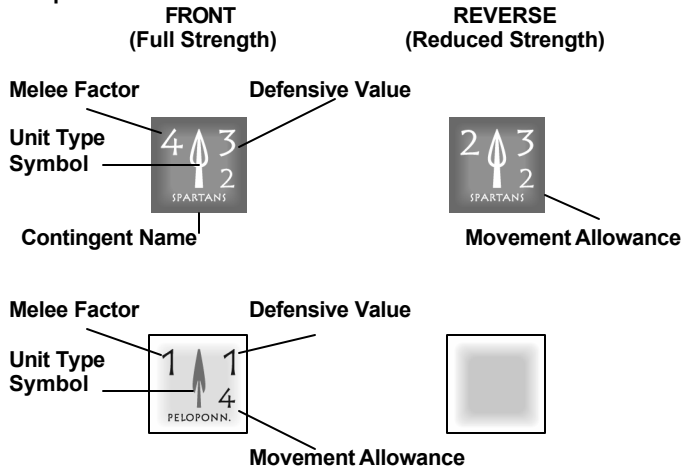 FRONT
(Full Strength)
REVERSE
(Reduced Strength)
Melee Factor
Defensive Value
Unit Type
Symbol
4 3
2
SPARTANS
2 3
2
SPARTANS
Contingent Name
Movement Allowance
Melee Factor
Defensive Value
Unit Type
Symbol
1 1
4
PELOPONN.
Movement Allowance